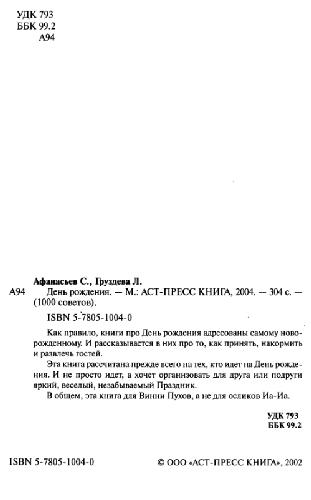 УДК 793
ББК 99.2
А94
Афанасьев С., Груздева Л.
А94 День рождения. — М.: АСТ-ПРЕСС КНИГА, 2004. — 304 с. —
(1000 советов).
ISBN 5-7805-1004-0
Как правило, книги про День рождения адресованы самому ново-
рожденному. И рассказывается в них про то, как принять, накормить
и развлечь гостей.
Эта книга рассчитана прежде всего на тех, кто идет на День рожде-
ния. И не просто идет, а хочет организовать для друга или подруги
яркий, веселый, незабываемый Праздник.
В общем, эта книга для Винни Пухов, а не для осликов Иа-Иа.
УДК 793
ББК 99.2
ISBN 5-7805-1004-0 © ООО «АСТ-ПРЕСС КНИГА», 2002